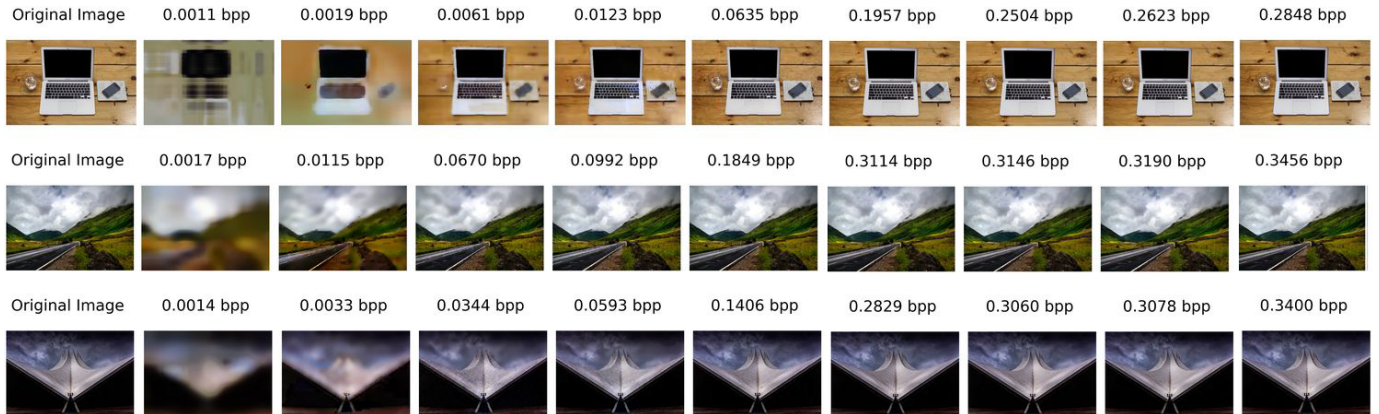 Original Image 0.0011 bpp 0.0019 bpp 0.0061 bpp 0.0123 bpp 0.0635 bpp 0.1957 bpp 0.2504 bpp 0.2623 bpp 0.2848 bpp
Original Image 0.0017 bpp 0.0115 bpp 0.0670 bpp 0.0992 bpp 0.1849 bpp 0.3114 bpp 0.3146 bpp 0.3190 bpp 0.3456 bpp
Original Image 0.0014 bpp 0.0033 bpp 0.0344 bpp 0.0593 bpp 0.1406 bpp 0.2829 bpp 0.3060 bpp 0.3078 bpp 0.3400 bpp